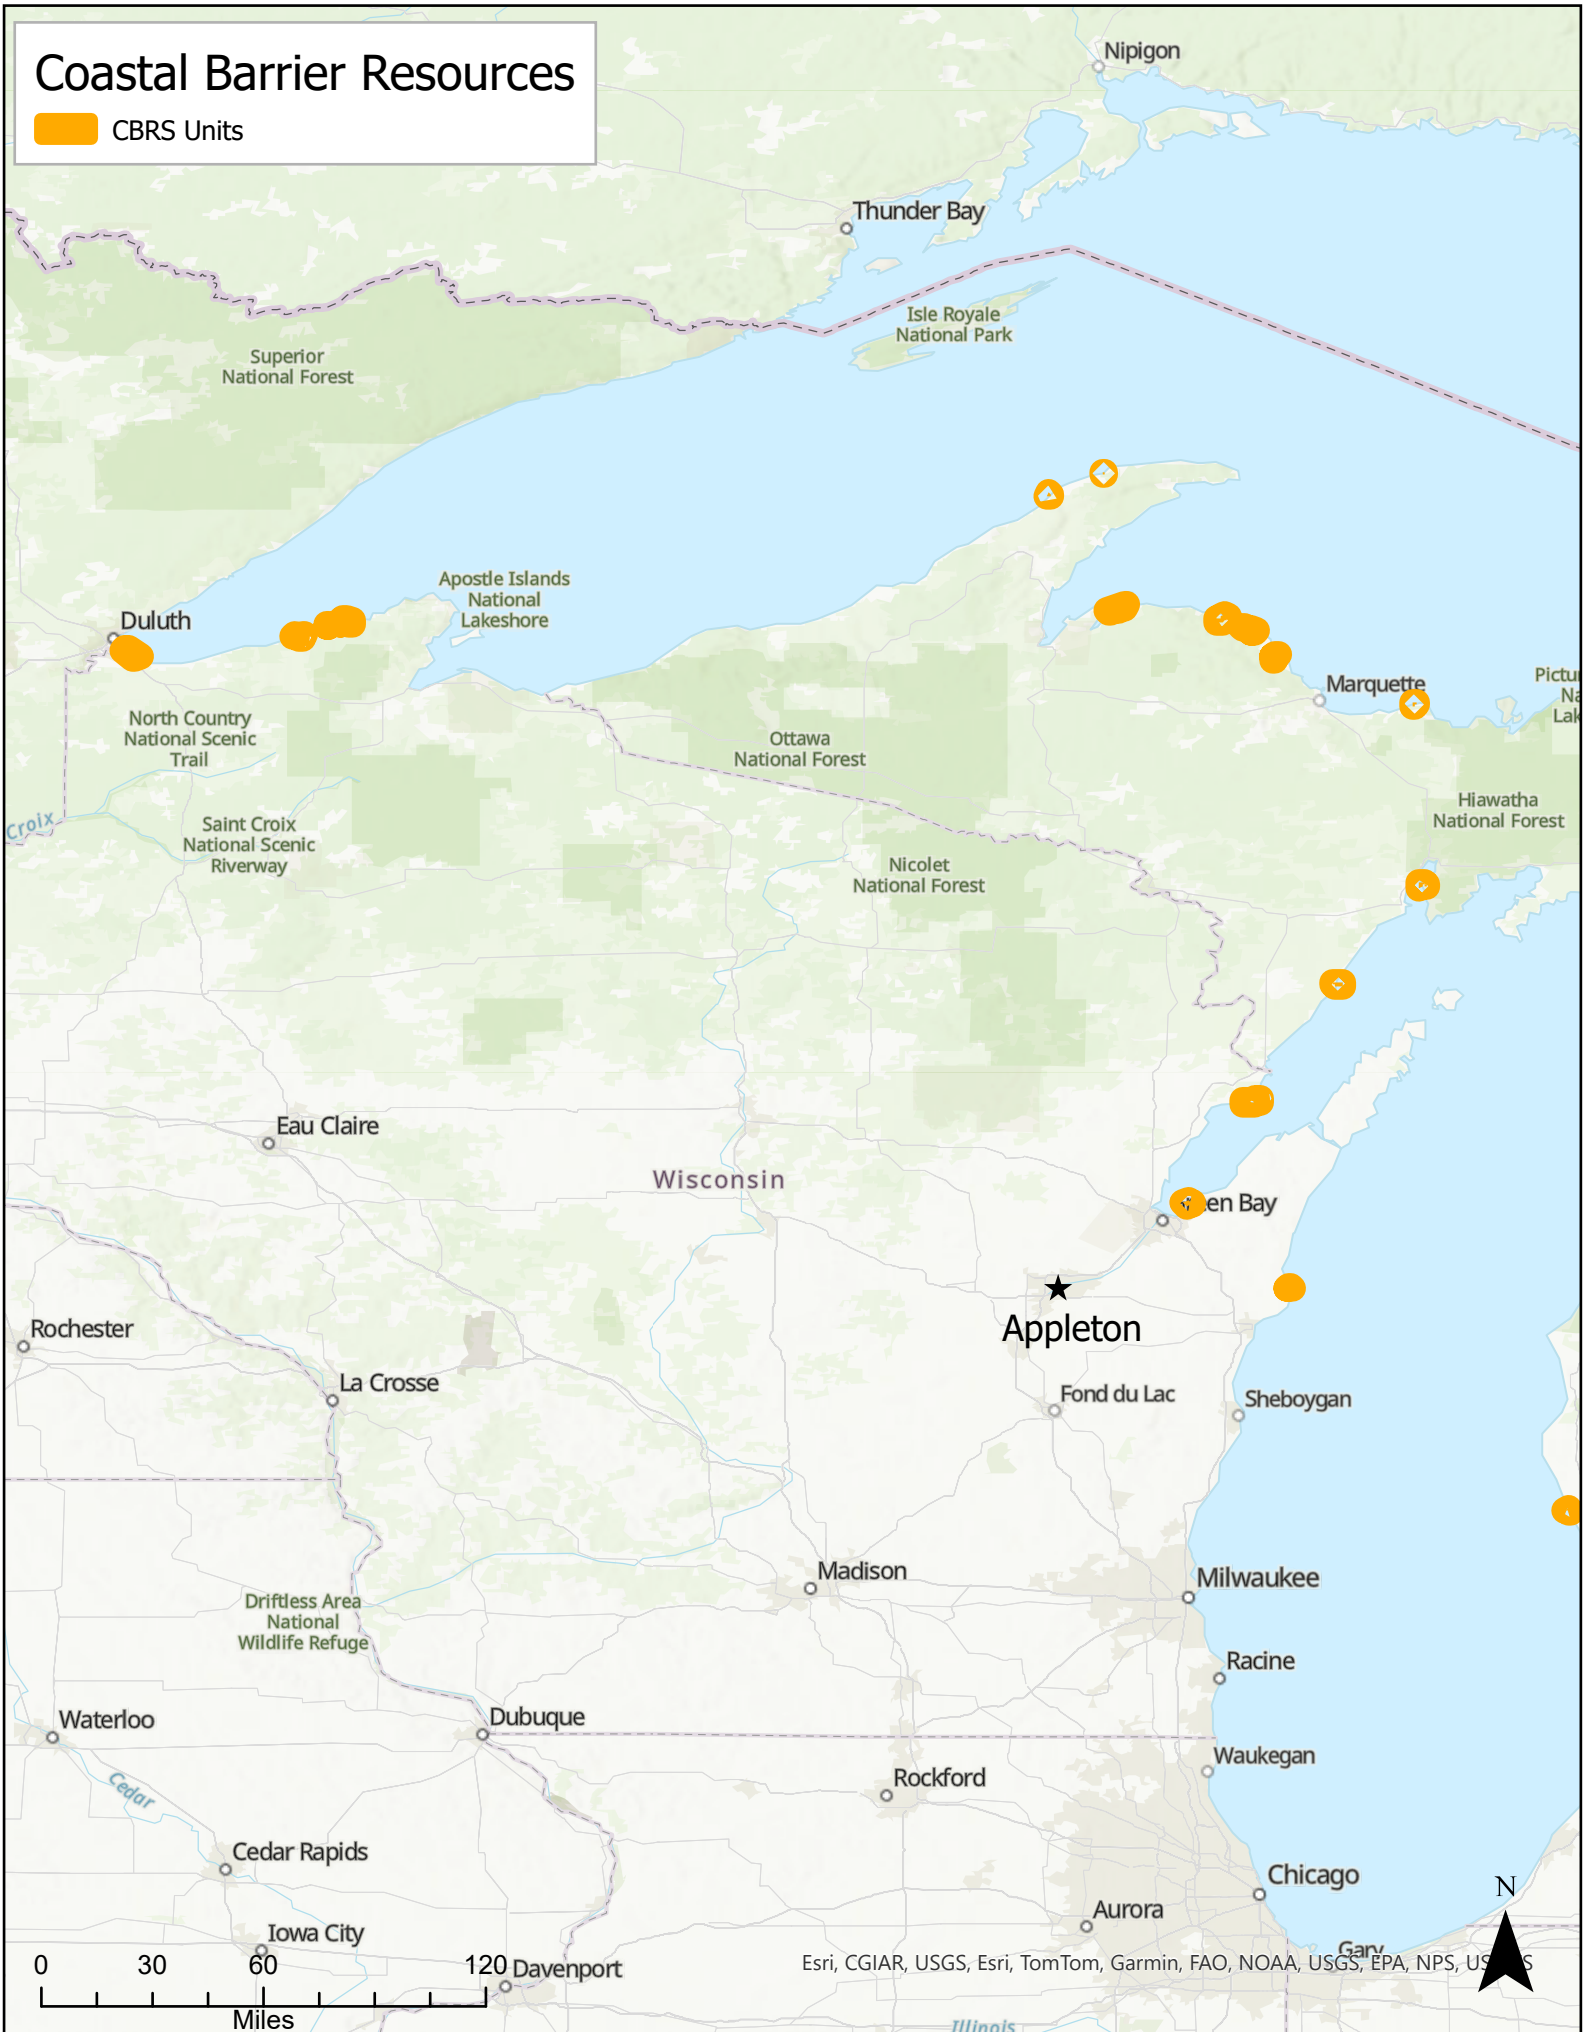 Coastal Barrier Resources
CBRS Units
Nipigon
Thunder Bay
Isle Royale
National Park
Superior
National Forest
Apostle Islands
National
Lakeshore
Duluth
Marquette
Pictu
Na
Lak
North Country
National Scenic
Trail
Ottawa
National Forest
Hiawatha
National Forest
Croix
Saint Croix
National Scenic
Riverway
Nicolet
National Forest
Eau Claire
Wisconsin
en Bay
Appleton
Rochester
La Crosse
Fond du Lac
Sheboygan
Madison
Milwaukee
Driftless Area
National
Wildlife Refuge
Racine
Waterloo
Dubuque
Waukegan
Rockford
Cedar
Cedar Rapids
Chicago
N
Aurora
Iowa City
Gary
0 30 60 120
Davenport
Esri, CGIAR, USGS, Esri, TomTom, Garmin, FAO, NOAA, USGS, EPA, NPS, US S
Miles
Illinois